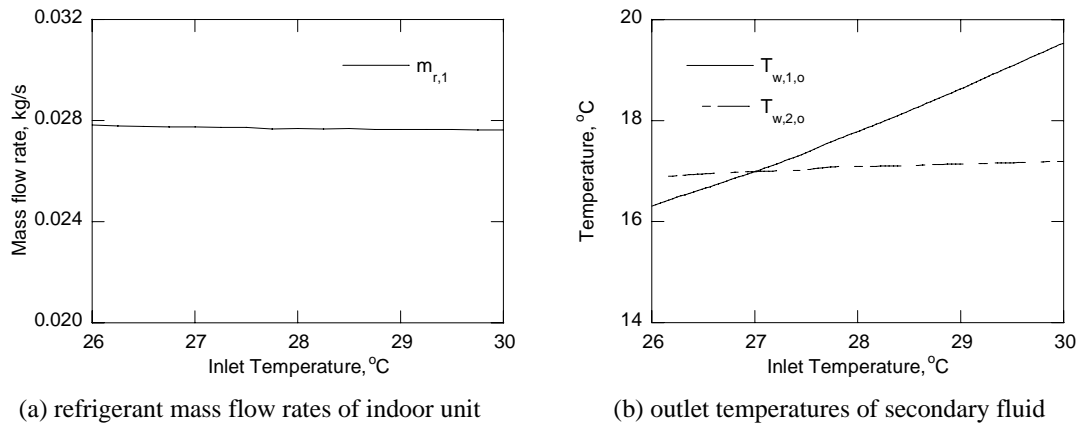 0.032
0.028
0.024
0.020
Mass flow rate, kg/s
m_r,1
26 27 28 29 30
Inlet Temperature, °C
(a) refrigerant mass flow rates of indoor unit
20
18
16
14
Temperature, °C
T_w,1,o
T_w,2,o
26 27 28 29 30
Inlet Temperature, °C
(b) outlet temperatures of secondary fluid